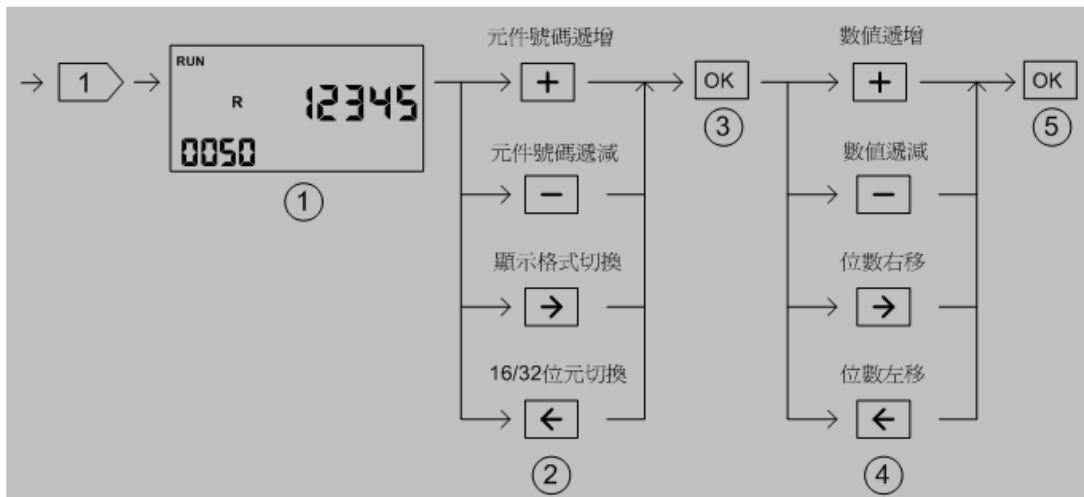 元件號碼遞增
數值遞增
1
RUN
R
12345
0050
+
OK
+
OK
③
⑤
元件號碼遞減
數值遞減
−
−
①
顯示格式切換
位數右移
→
→
16/32位元切換
位數左移
←
←
②
④